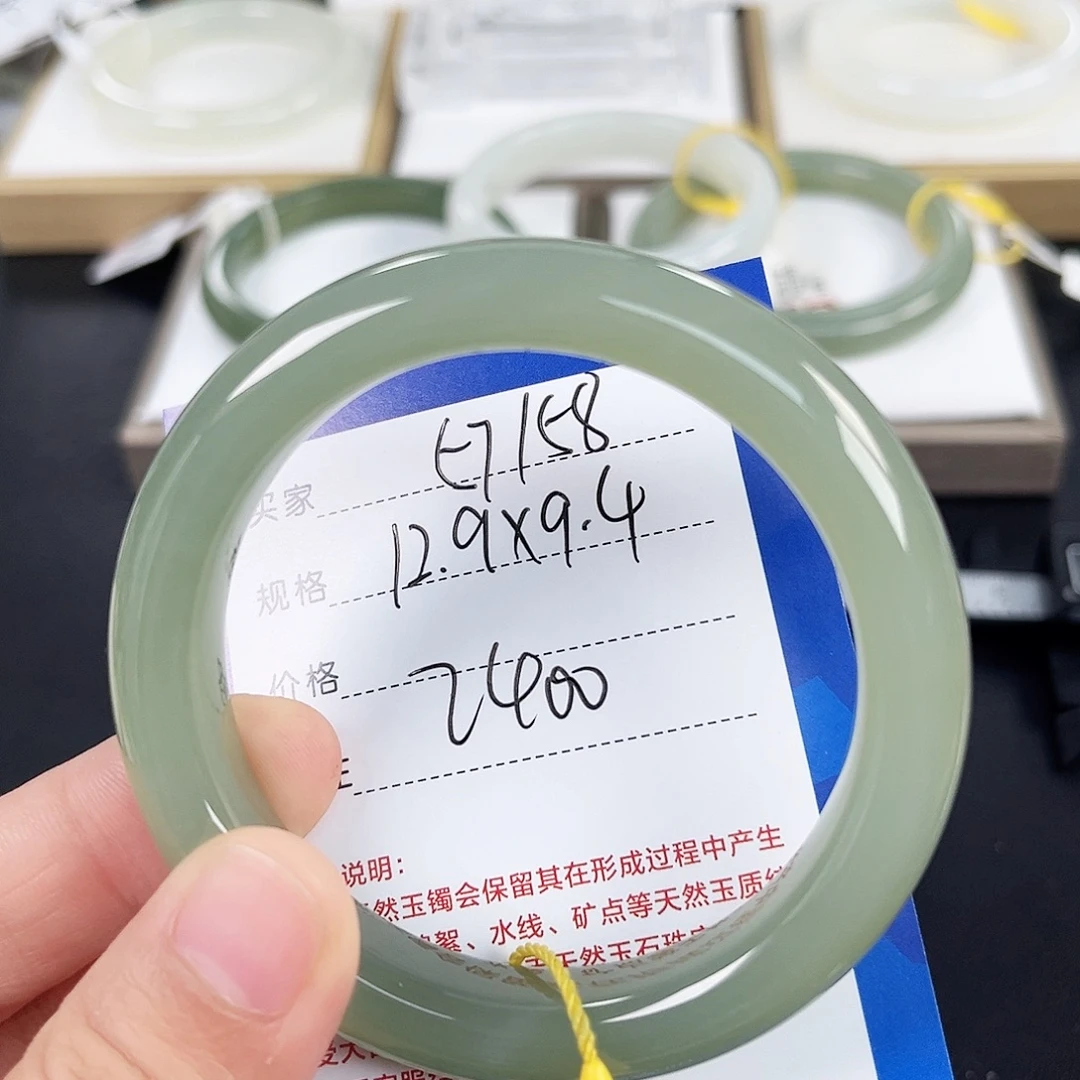 买家 E7158
规格 12.9x9.4
价格 2400
说明:
然玉镯会保留其在形成过程中产生
絮、水线、矿点等天然玉质
天然玉石珠